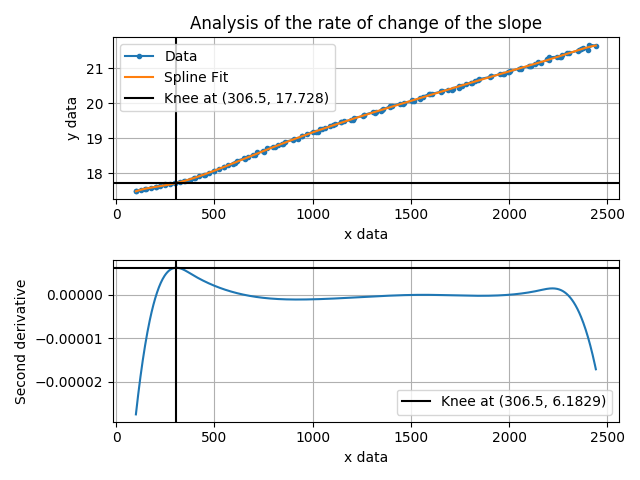 Analysis of the rate of change of the slope
Data
Spline Fit
Knee at (306.5, 17.728)
y data
21
20
19
18
0 500 1000 1500 2000 2500
x data
Second derivative
0.00000
−0.00001
−0.00002
Knee at (306.5, 6.1829)
0 500 1000 1500 2000 2500
x data